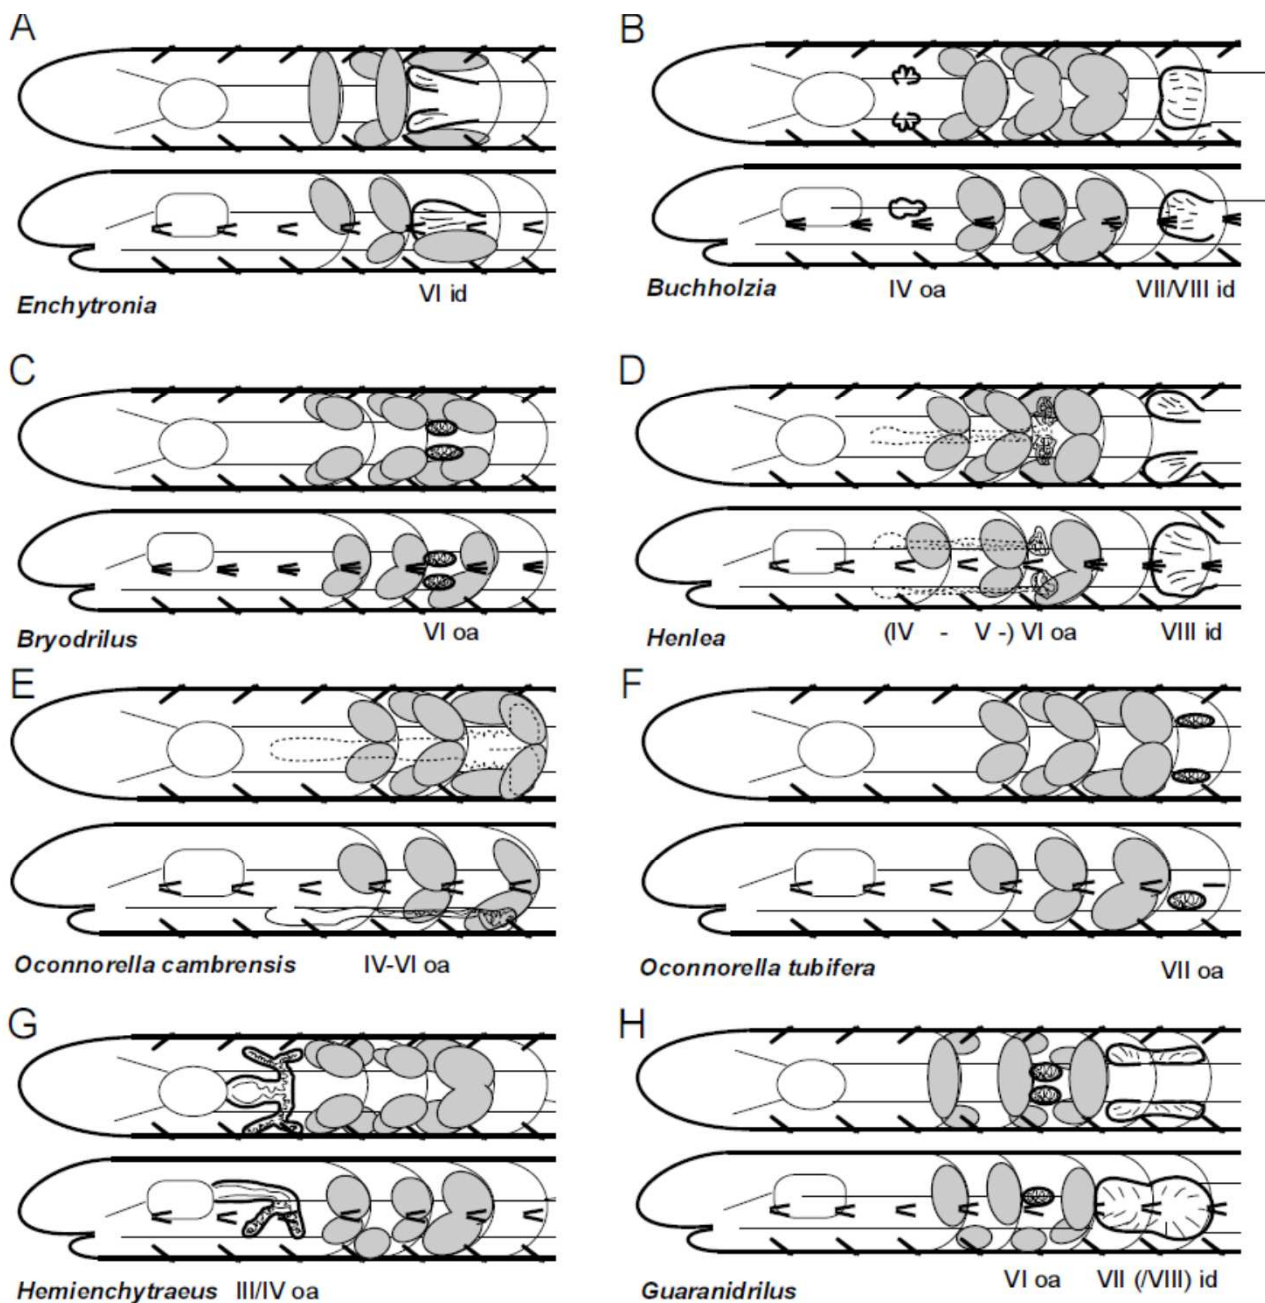 A
B
VI id
Enchytronia
Buchholzia
IV oa
VII/VIII id
C
D
VI oa
Bryodrilus
Henlea
(IV - V -) VI oa
VIII id
E
F
Oconnorella cambrensis
IV-VI oa
Oconnorella tubifera
VII oa
G
H
Hemienchytraeus
III/IV oa
Guaranidrilus
VI oa
VII (/VIII) id